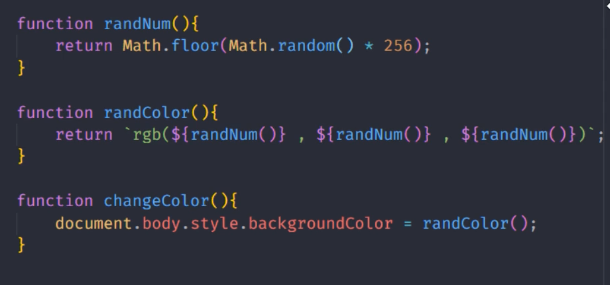 function randNum(){
    return Math.floor(Math.random() * 256);
}
function randColor(){
    return `rgb(${randNum()} , ${randNum()} , ${randNum()})`;
}
function changeColor(){
    document.body.style.backgroundColor = randColor();
}